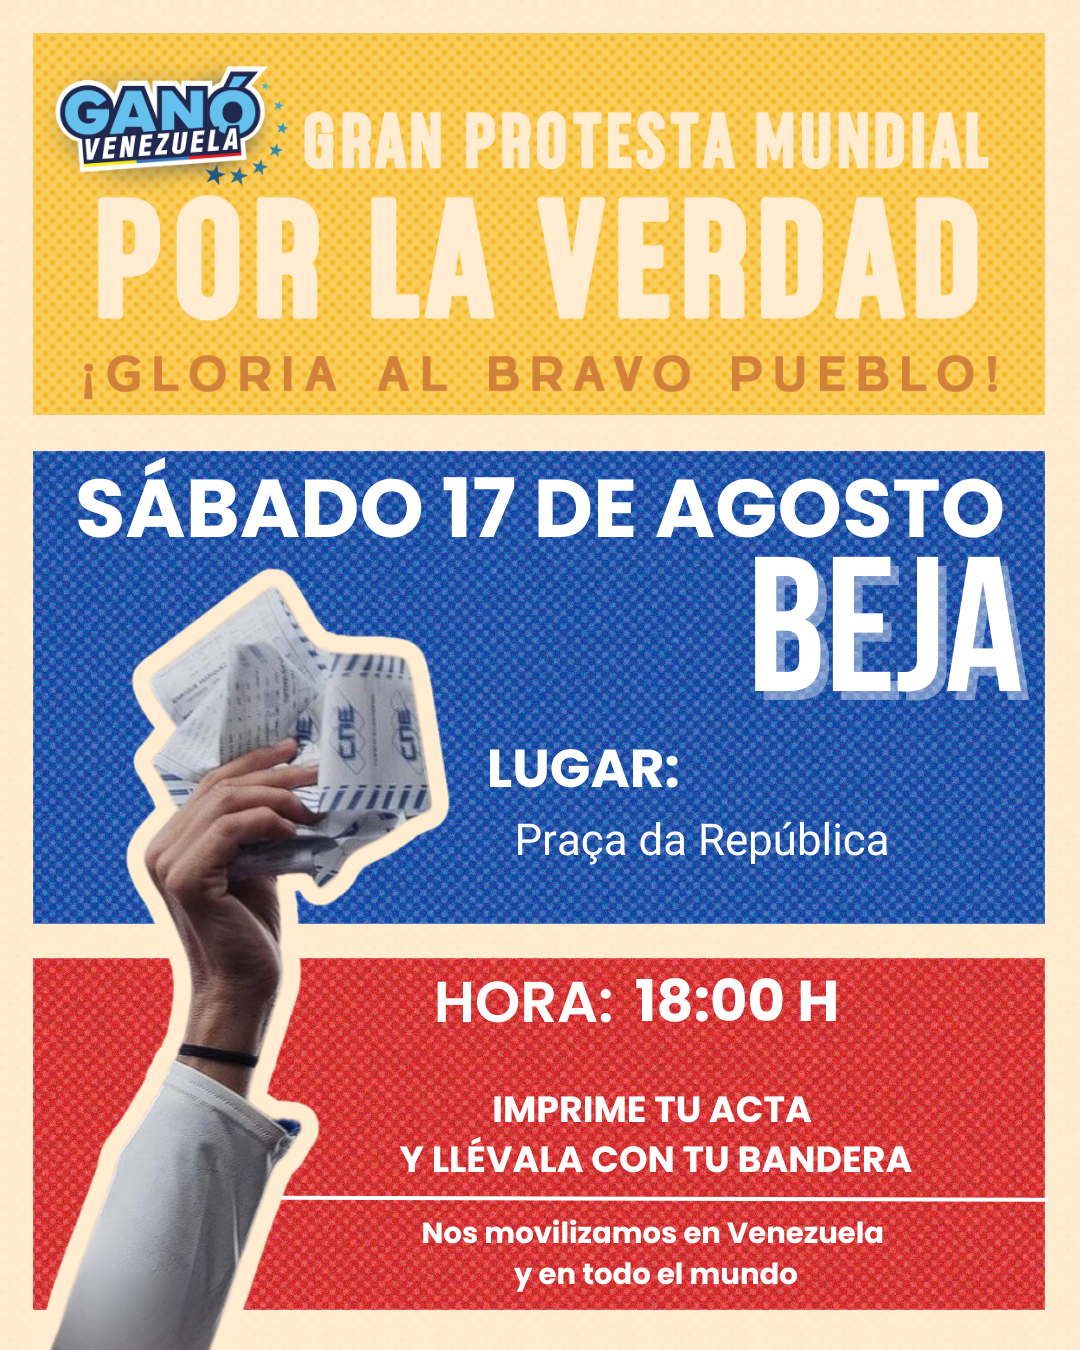 GANÓ
VENEZUELA
GRAN PROTESTA MUNDIAL
POR LA VERDAD
¡GLORIA AL BRAVO PUEBLO!
SÁBADO 17 DE AGOSTO
BEJA
CNE
CNE
LUGAR:
Praça da República
HORA: 18:00 H
IMPRIME TU ACTA
Y LLÉVALA CON TU BANDERA
Nos movilizamos en Venezuela
y en todo el mundo